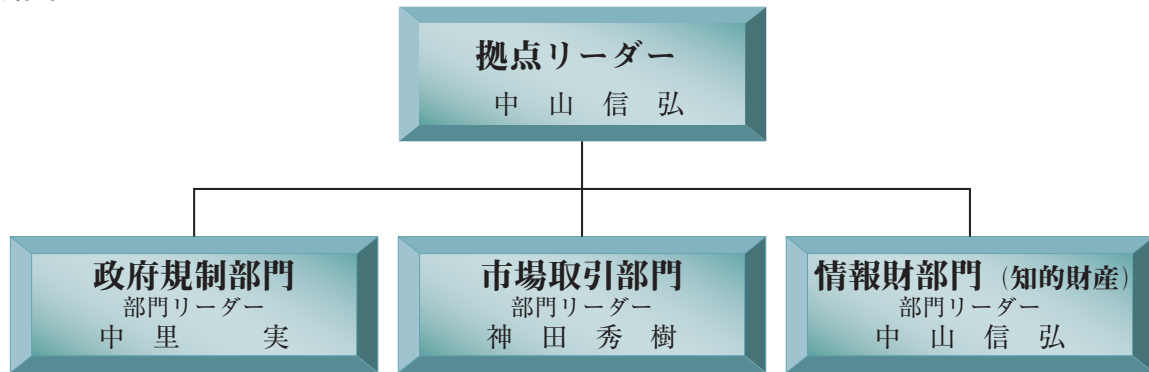 拠点リーダー
中 山 信 弘
政府規制部門
部門リーダー
中 里 実
市場取引部門
部門リーダー
神 田 秀 樹
情報財部門（知的財産）
部門リーダー
中 山 信 弘